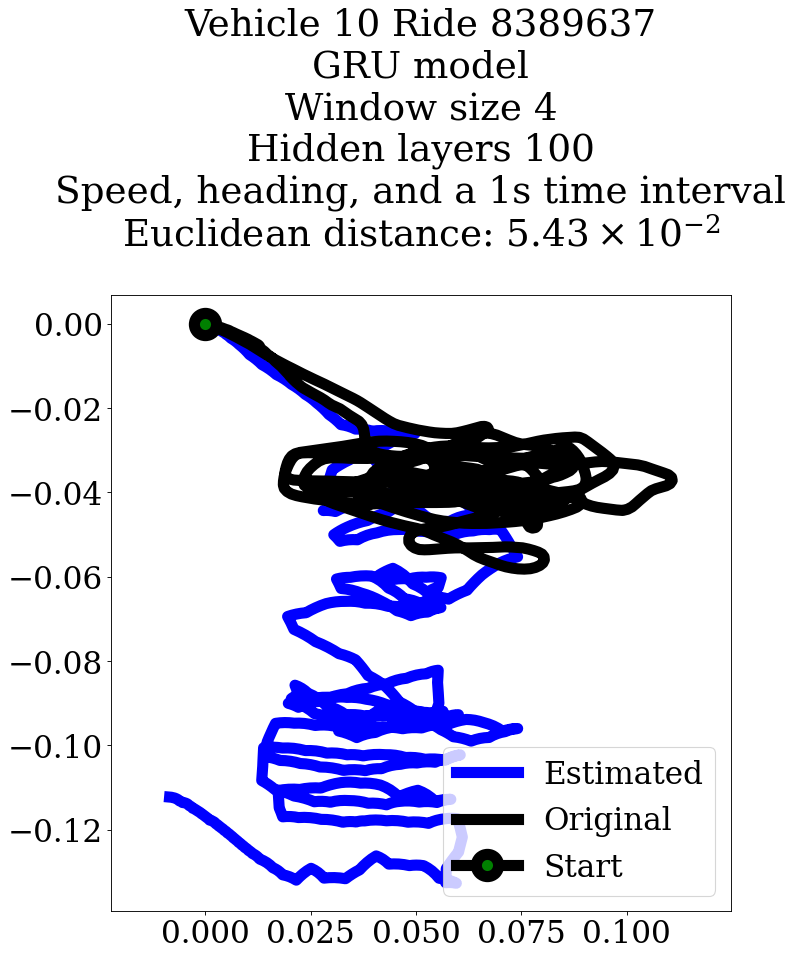 Vehicle 10 Ride 8389637
GRU model
Window size 4
Hidden layers 100
Speed, heading, and a 1s time interval
Euclidean distance: 5.43 × 10⁻²
0.00
−0.02
−0.04
−0.06
−0.08
−0.10
−0.12
Estimated
Original
Start
0.000 0.025 0.050 0.075 0.100